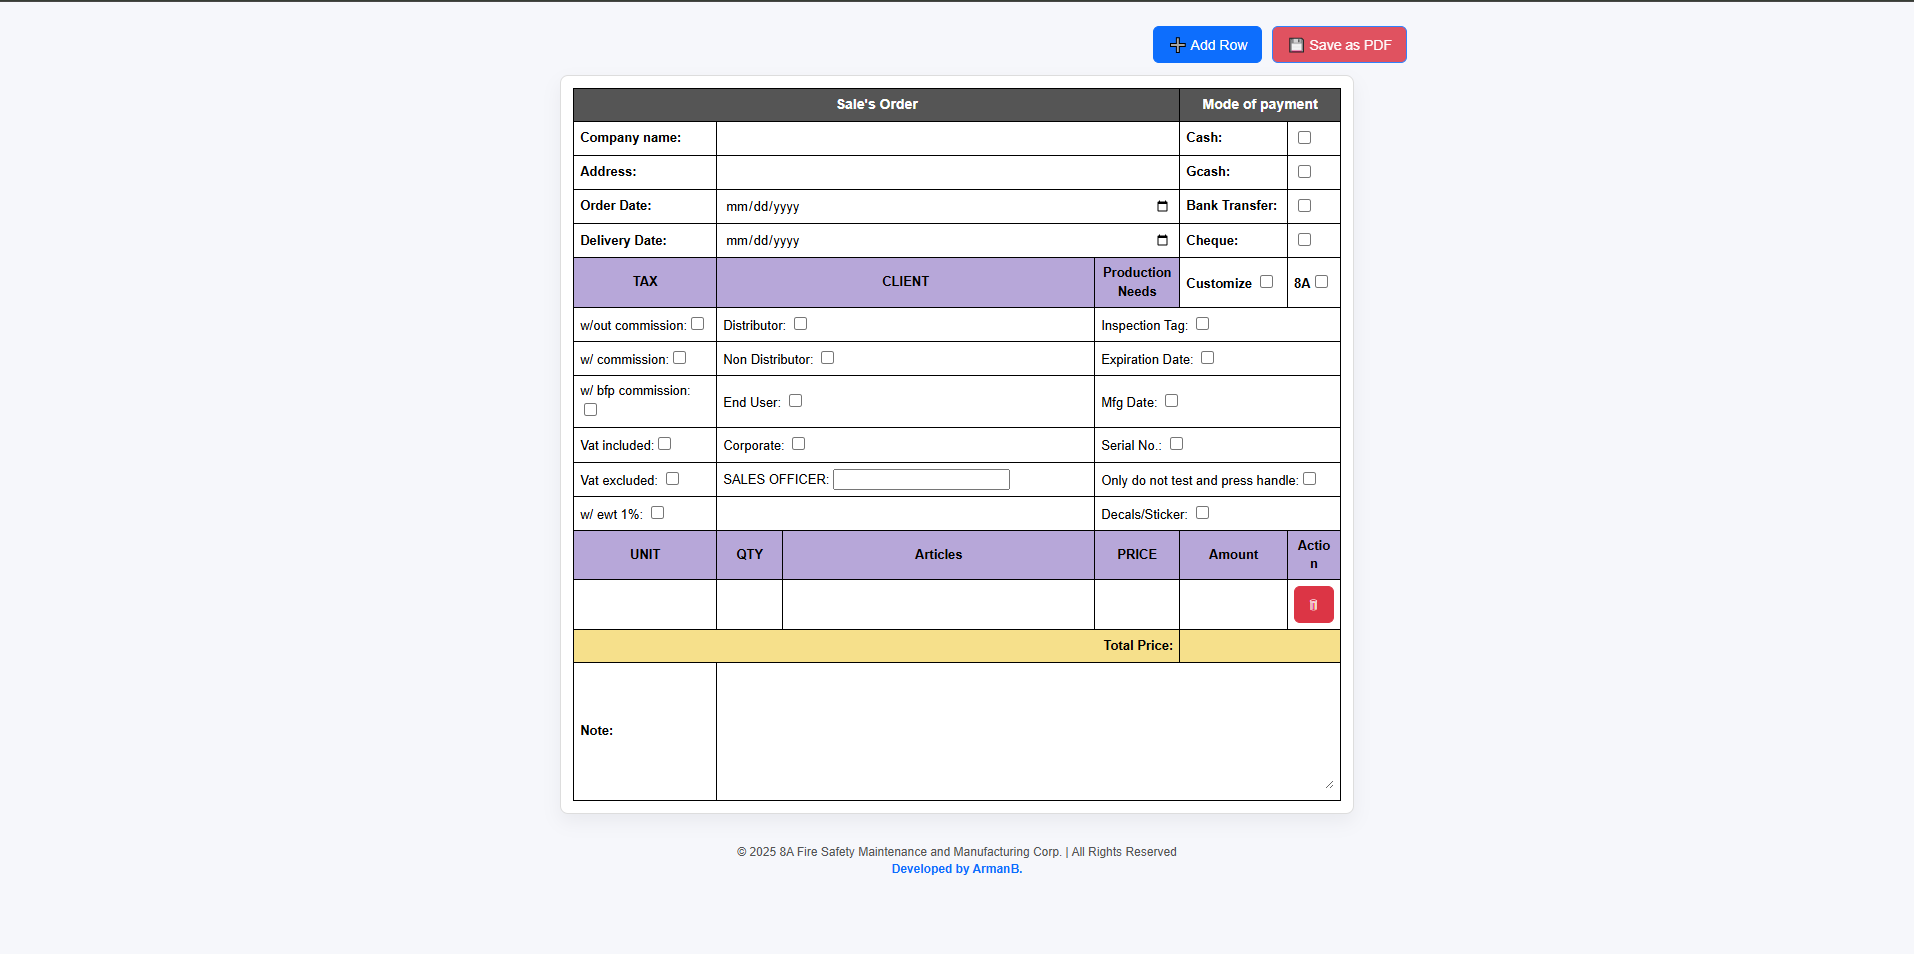 ➕ Add Row
💾 Save as PDF
Sale's Order
Mode of payment
Company name:
Cash:
Address:
Gcash:
Order Date:
mm/dd/yyyy
Bank Transfer:
Delivery Date:
mm/dd/yyyy
Cheque:
TAX
CLIENT
Production
Needs
Customize
8A
w/out commission:
Distributor:
Inspection Tag:
w/ commission:
Non Distributor:
Expiration Date:
w/ bfp commission:
End User:
Mfg Date:
Vat included:
Corporate:
Serial No.:
Vat excluded:
SALES OFFICER:
Only do not test and press handle:
w/ ewt 1%:
Decals/Sticker:
UNIT
QTY
Articles
PRICE
Amount
Actio
n
Total Price:
Note:
© 2025 8A Fire Safety Maintenance and Manufacturing Corp. | All Rights Reserved
Developed by ArmanB.